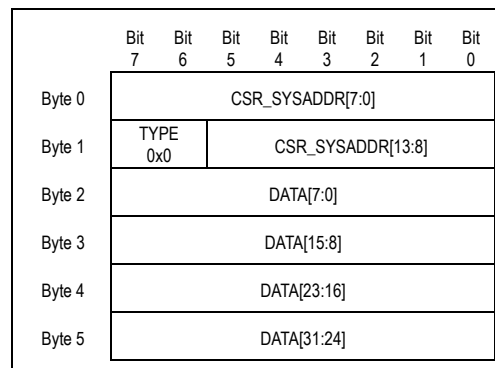 Bit Bit Bit Bit Bit Bit Bit Bit
7 6 5 4 3 2 1 0
Byte 0 CSR_SYSADDR[7:0]
Byte 1 TYPE 0x0 CSR_SYSADDR[13:8]
Byte 2 DATA[7:0]
Byte 3 DATA[15:8]
Byte 4 DATA[23:16]
Byte 5 DATA[31:24]